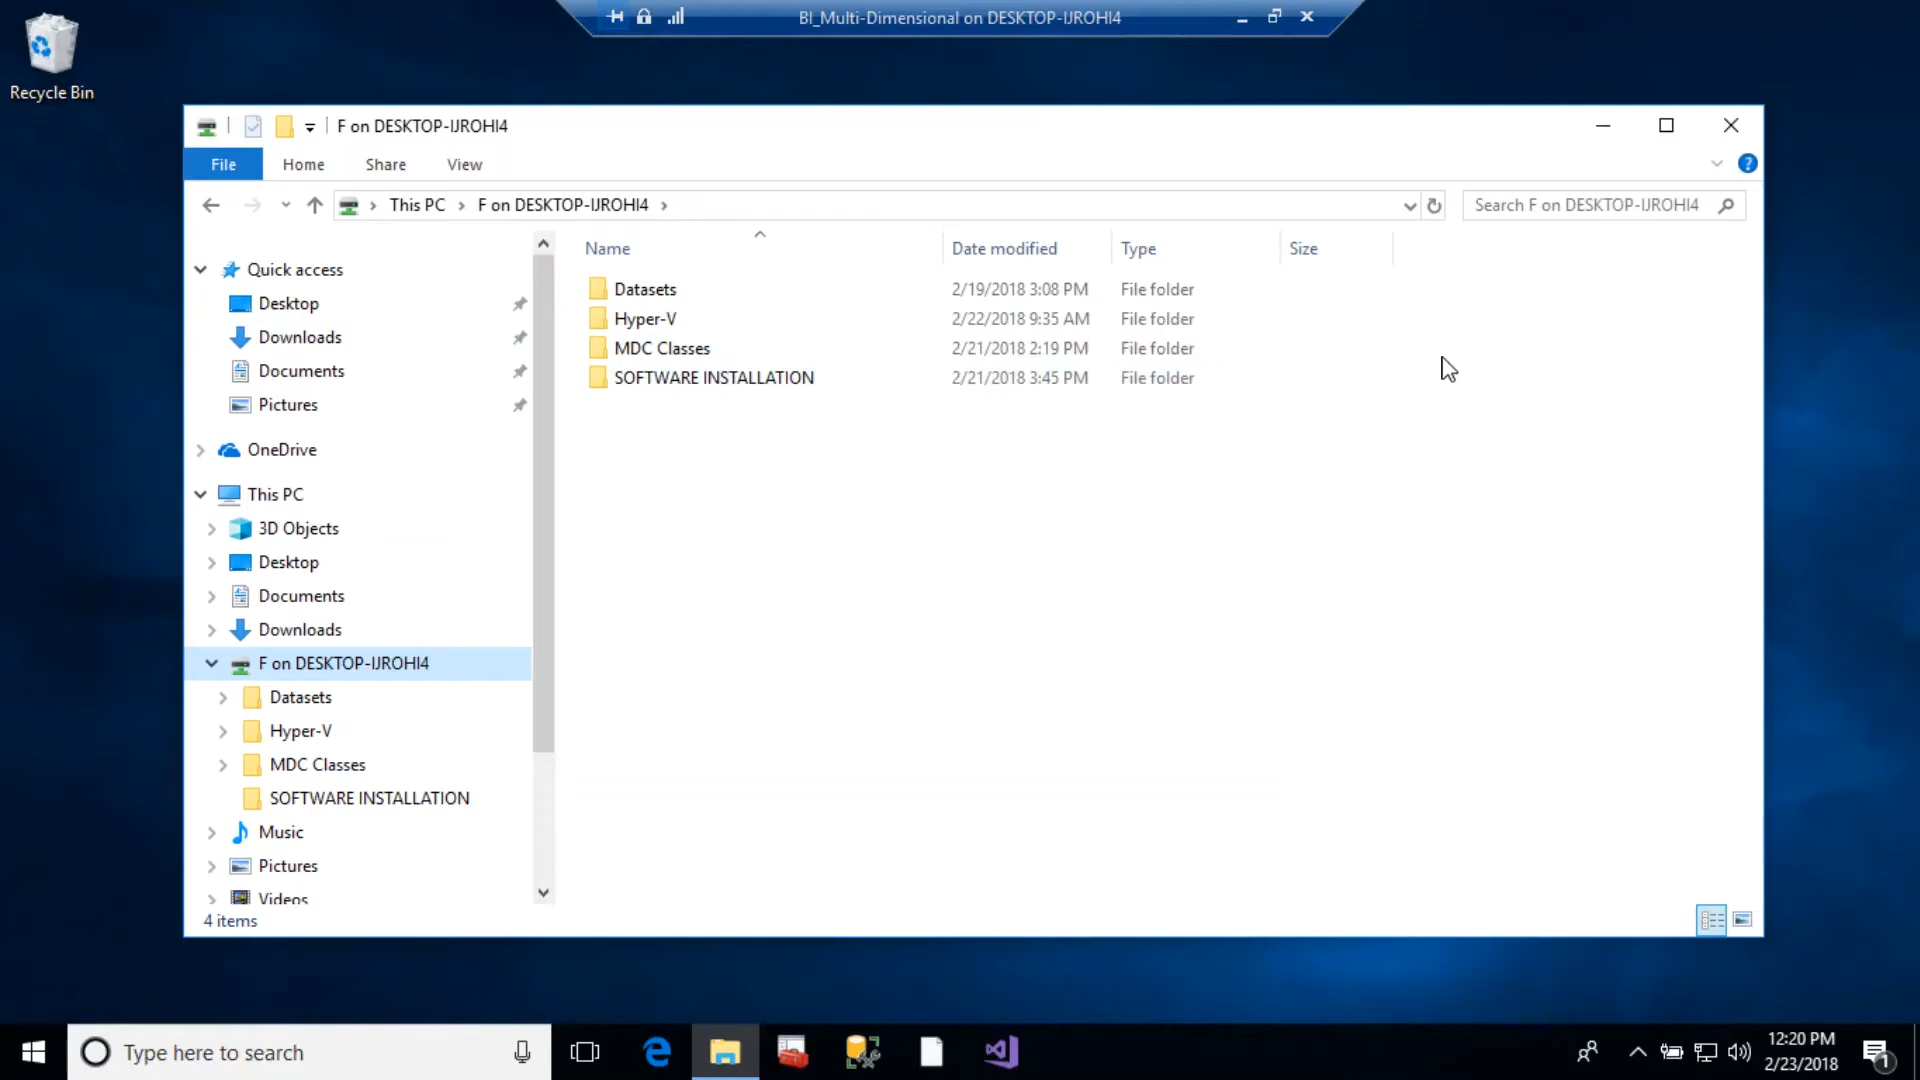 BI_Multi-Dimensional on DESKTOP-IJROHI4
Recycle Bin
F on DESKTOP-IJROHI4
File Home Share View
This PC F on DESKTOP-IJROHI4
Search F on DESKTOP-IJROHI4
Name Date modified Type Size
Datasets 2/19/2018 3:08 PM File folder
Hyper-V 2/22/2018 9:35 AM File folder
MDC Classes 2/21/2018 2:19 PM File folder
SOFTWARE INSTALLATION 2/21/2018 3:45 PM File folder
Quick access
Desktop
Downloads
Documents
Pictures
OneDrive
This PC
3D Objects
Desktop
Documents
Downloads
F on DESKTOP-IJROHI4
Datasets
Hyper-V
MDC Classes
SOFTWARE INSTALLATION
Music
Pictures
Videos
4 items
Type here to search
12:20 PM
2/23/2018
1